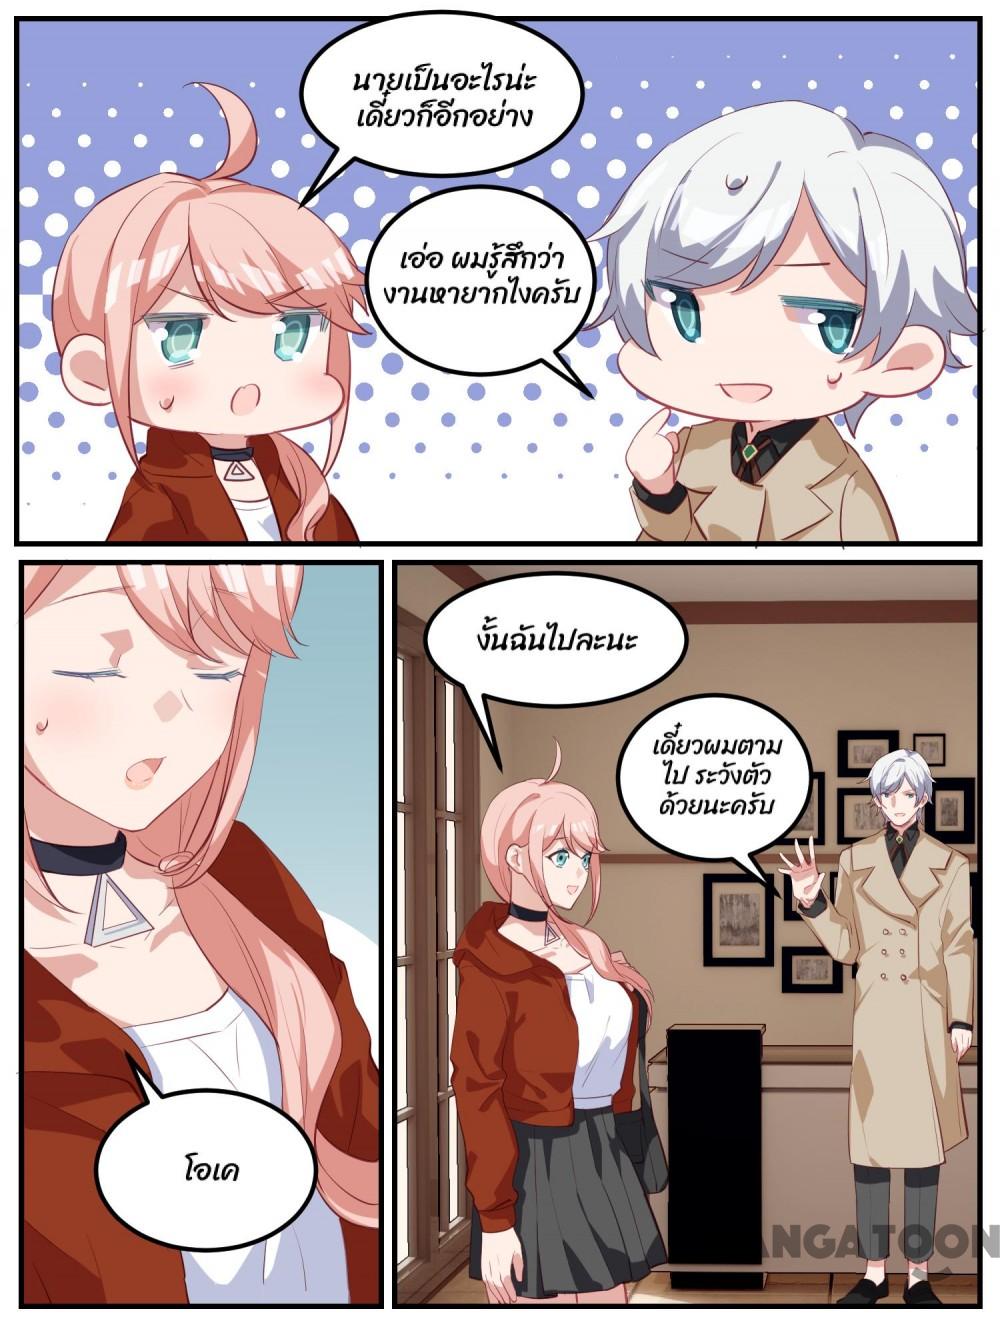 นายเป็นอะไรน่ะ
เดี๋ยวก็อีกอย่าง
เอ่อ ผมรู้สึกว่า
งานหายากไงครับ
โอเค
งั้นฉันไปละนะ
เดี๋ยวผมตาม
ไป ระวังตัว
ด้วยนะครับ
MANGATOON